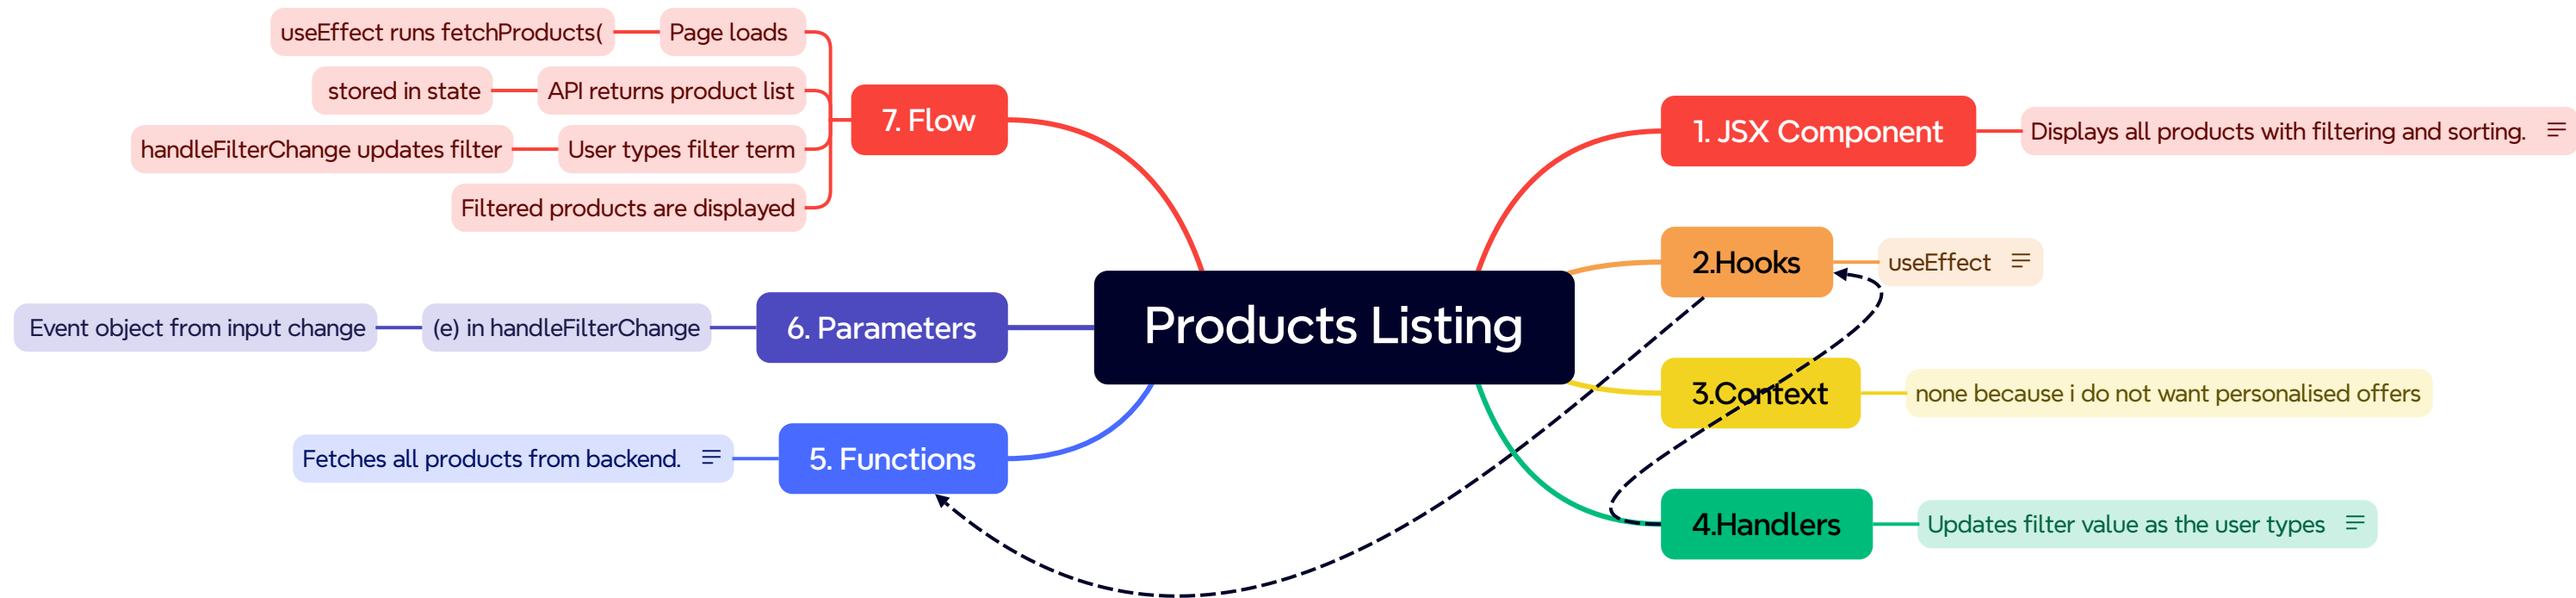 useEffect runs fetchProducts(
Page loads
stored in state
API returns product list
7. Flow
handleFilterChange updates filter
User types filter term
Filtered products are displayed
1. JSX Component
Displays all products with filtering and sorting.
2.Hooks
useEffect
Products Listing
Event object from input change
(e) in handleFilterChange
6. Parameters
3.Context
none because i do not want personalised offers
Fetches all products from backend.
5. Functions
4.Handlers
Updates filter value as the user types